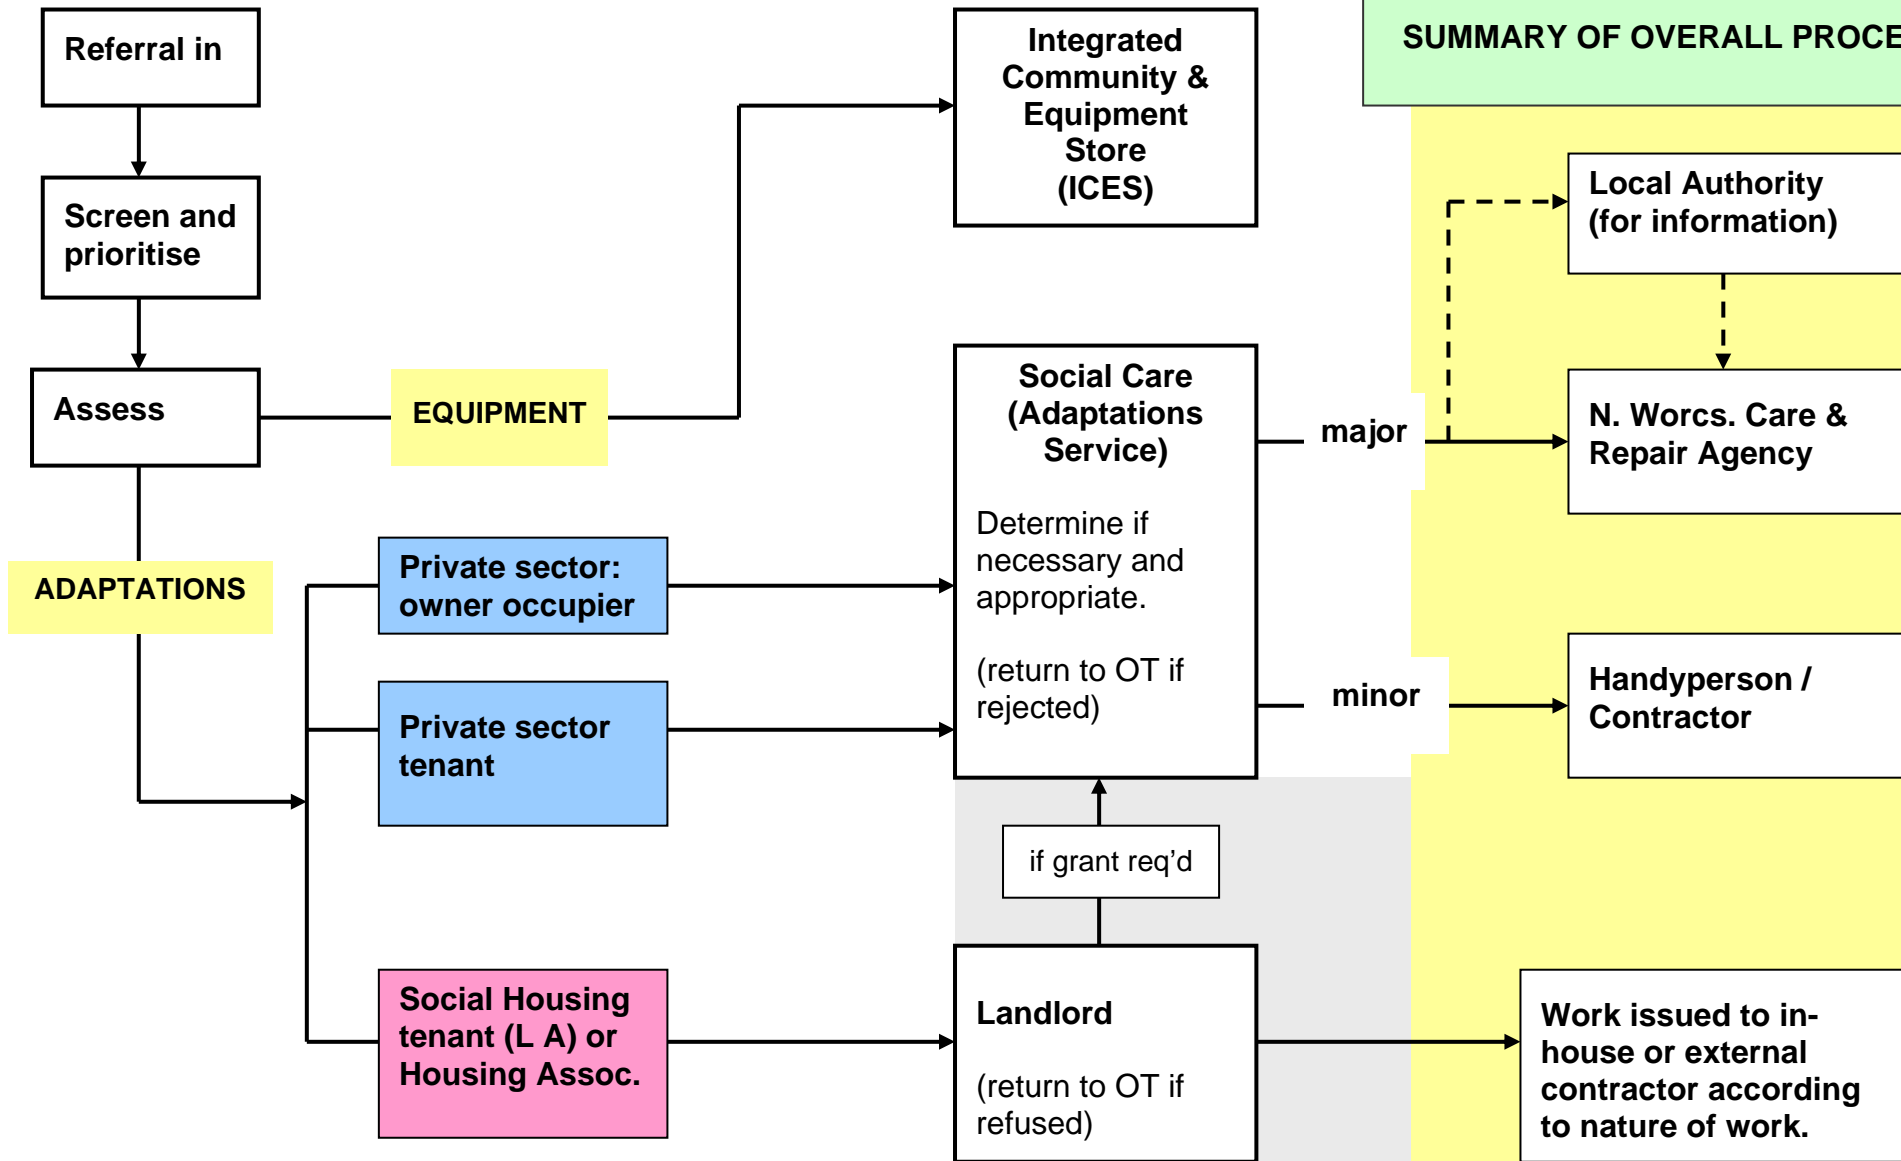 Referral in
Screen and
prioritise
Assess
EQUIPMENT
ADAPTATIONS
Private sector:
owner occupier
Private sector
tenant
Social Housing
tenant (L A) or
Housing Assoc.
Integrated
Community &
Equipment
Store
(ICES)
Social Care
(Adaptations
Service)
Determine if
necessary and
appropriate.
(return to OT if
rejected)
if grant req’d
Landlord
(return to OT if
refused)
major
minor
SUMMARY OF OVERALL PROCE
Local Authority
(for information)
N. Worcs. Care &
Repair Agency
Handyperson /
Contractor
Work issued to in-
house or external
contractor according
to nature of work.